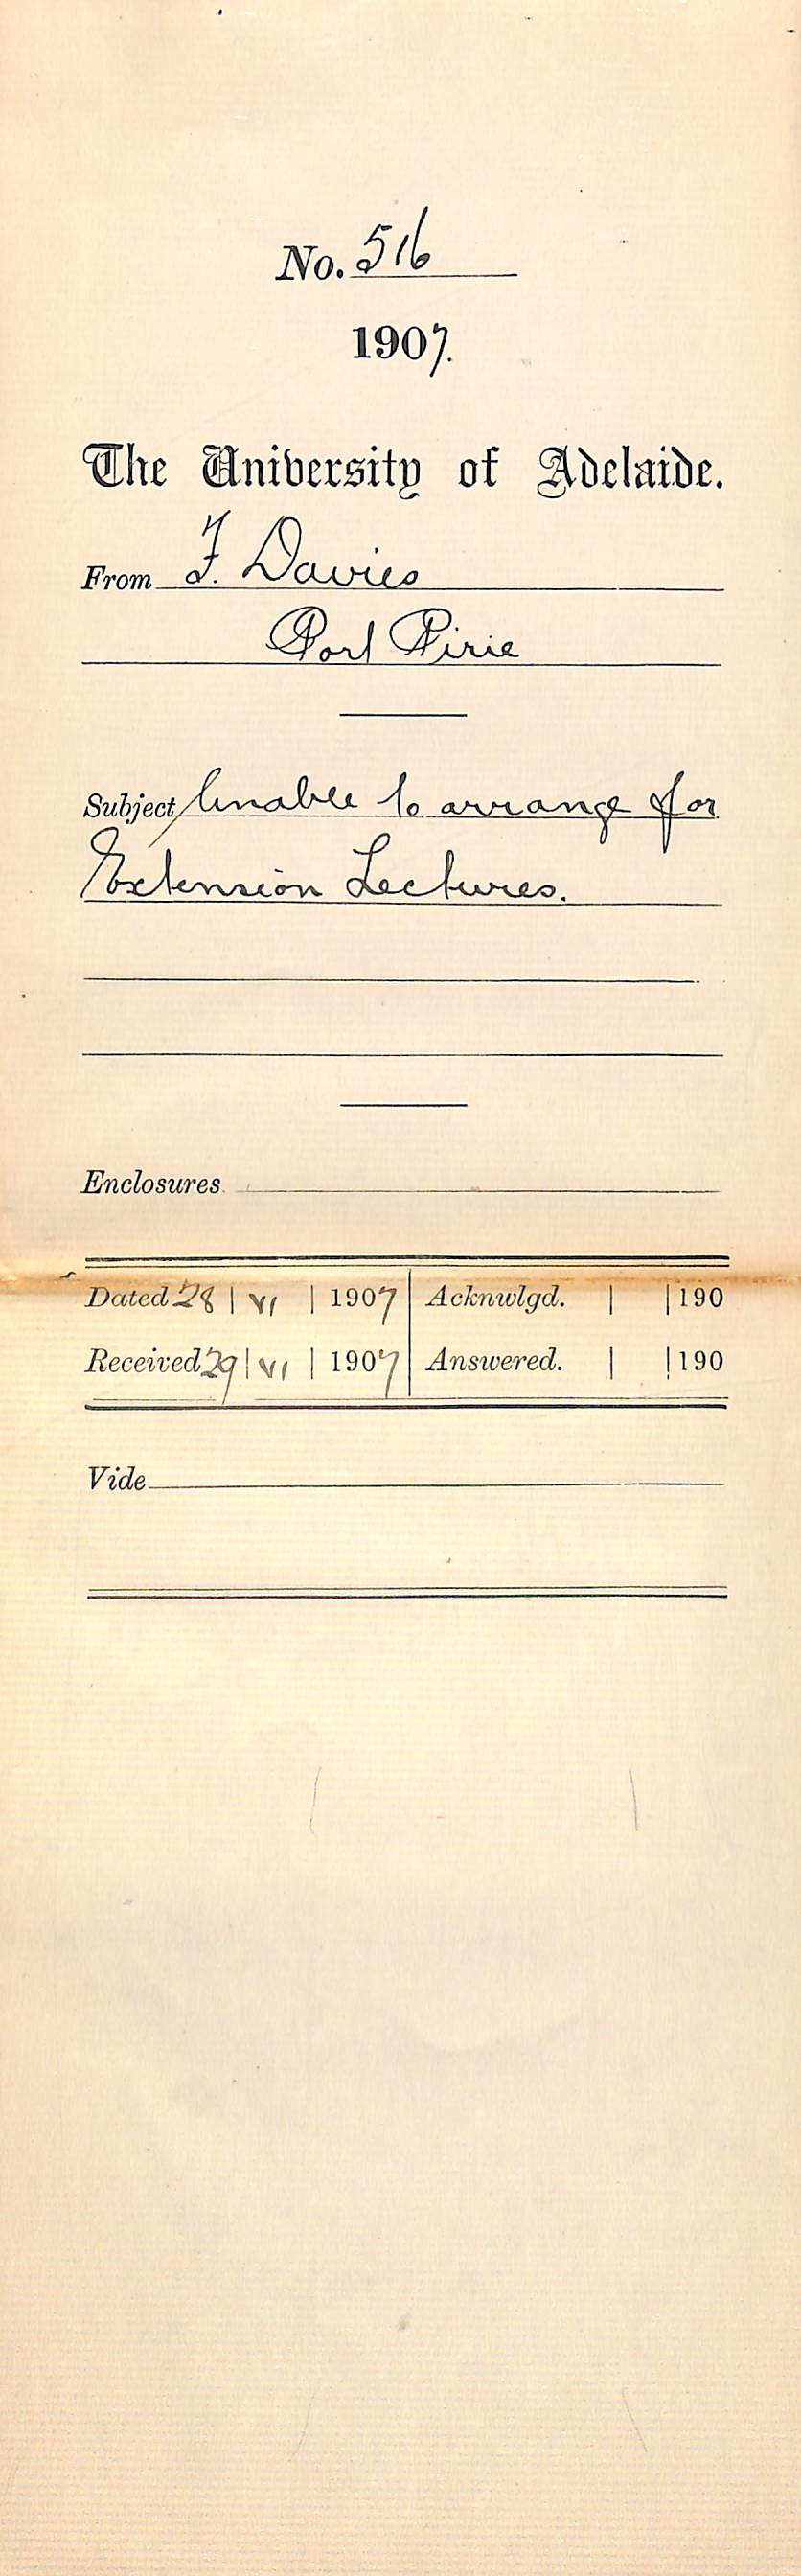 No. 516
1907.
The University of Adelaide.
From F. Davies
Port Pirie
Subject Unable to arrange for
Extension Lectures.
Enclosures
Dated 28 | VI | 1907 Acknwlgd. | | 190
Received 29 | VI | 1907 Answered. | | 190
Vide